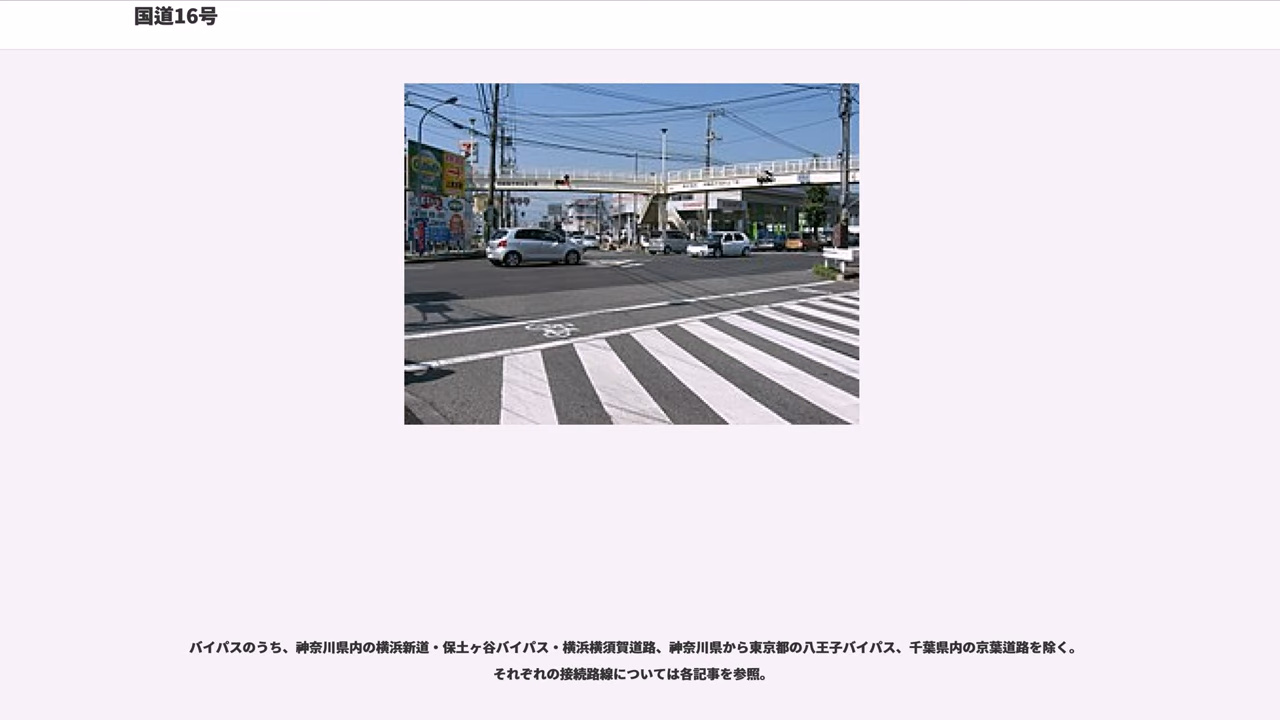 国道16号
バイパスのうち、神奈川県内の横浜新道・保土ヶ谷バイパス・横浜横須賀道路、神奈川県から東京都の八王子バイパス、千葉県内の京葉道路を除く。
それぞれの接続路線については各記事を参照。